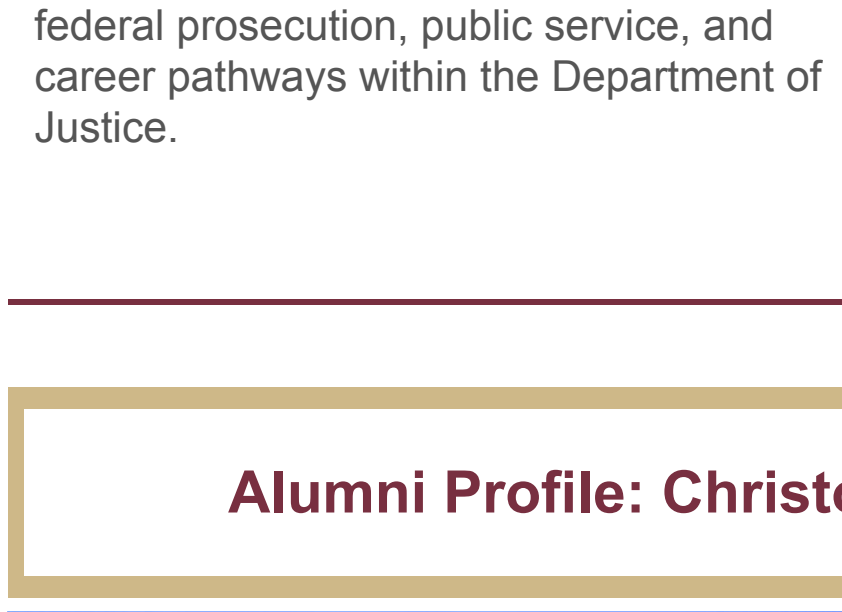 federal prosecution, public service, and
career pathways within the Department of
Justice.
Alumni Profile: